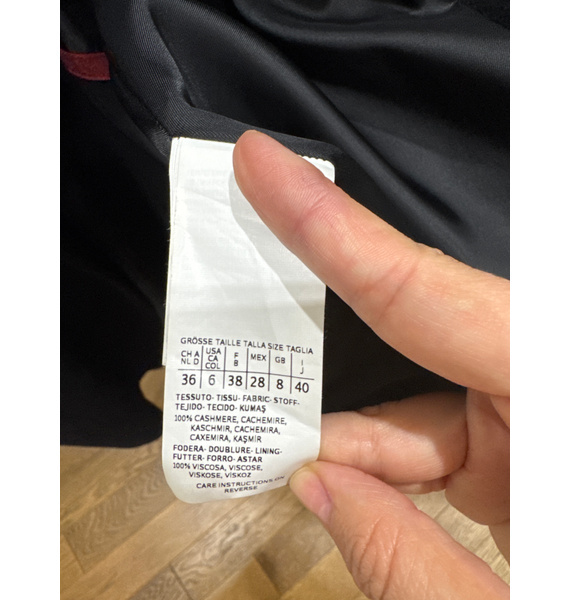 GRÖSSE TAILLE TALLA SIZE TAGLIA
CH A NL D USA CA COL F B MEX GB I J
36 6 38 28 8 40
TESSUTO- TISSU- FABRIC- STOFF-
TEJIDO- TECIDO- KUMAŞ
100% CASHMERE, CACHEMIRE,
KASCHMIR, CACHEMIRA,
CAXEMIRA, KAŞMIR
FODERA- DOUBLURE- LINING-
FUTTER- FORRO- ASTAR
100% VISCOSA, VISCOSE,
VISKOSE, VISKOZ
CARE INSTRUCTIONS ON
REVERSE